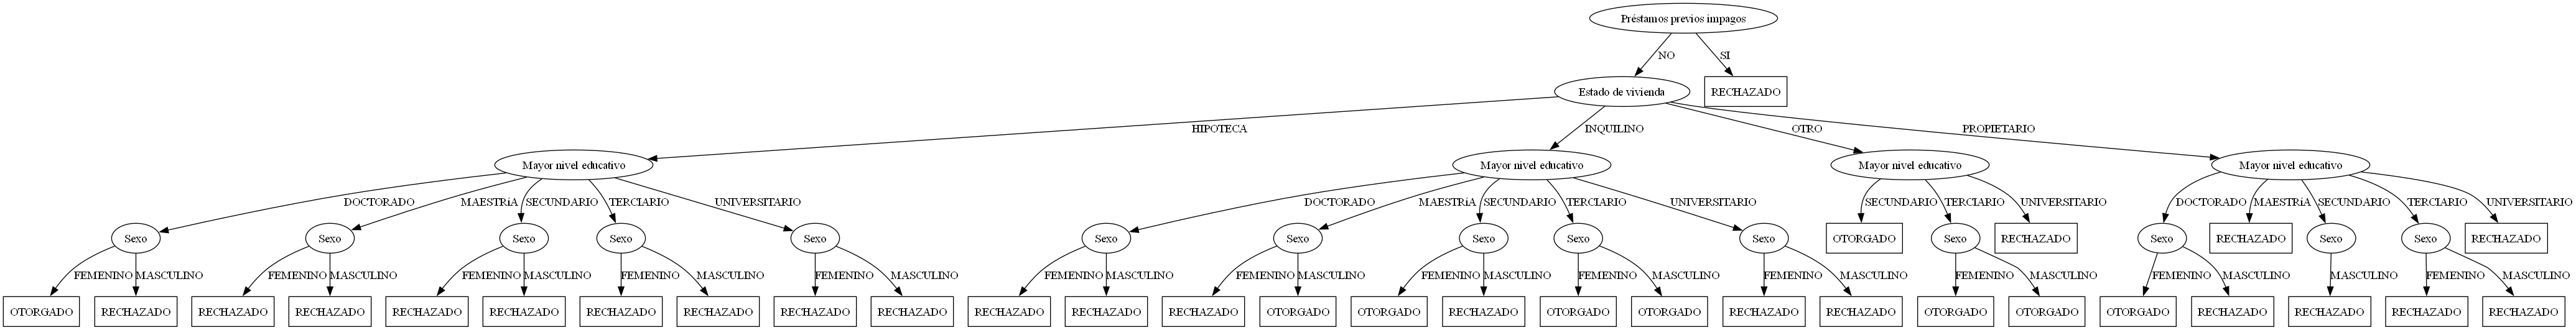 Préstamos previos impagos
NO
SI
Estado de vivienda
RECHAZADO
HIPOTECA
INQUILINO
OTRO
PROPIETARIO
Mayor nivel educativo
Mayor nivel educativo
Mayor nivel educativo
Mayor nivel educativo
DOCTORADO
MAESTRíA
SECUNDARIO
TERCIARIO
UNIVERSITARIO
DOCTORADO
MAESTRíA
SECUNDARIO
TERCIARIO
UNIVERSITARIO
SECUNDARIO
TERCIARIO
UNIVERSITARIO
DOCTORADO
MAESTRíA
SECUNDARIO
TERCIARIO
UNIVERSITARIO
Sexo
Sexo
Sexo
Sexo
Sexo
Sexo
Sexo
Sexo
Sexo
Sexo
OTORGADO
Sexo
RECHAZADO
Sexo
RECHAZADO
Sexo
Sexo
RECHAZADO
FEMENINO
MASCULINO
FEMENINO
MASCULINO
FEMENINO
MASCULINO
FEMENINO
MASCULINO
FEMENINO
MASCULINO
FEMENINO
MASCULINO
FEMENINO
MASCULINO
FEMENINO
MASCULINO
FEMENINO
MASCULINO
FEMENINO
MASCULINO
FEMENINO
MASCULINO
FEMENINO
MASCULINO
MASCULINO
FEMENINO
MASCULINO
OTORGADO
RECHAZADO
RECHAZADO
RECHAZADO
RECHAZADO
RECHAZADO
RECHAZADO
RECHAZADO
RECHAZADO
RECHAZADO
RECHAZADO
RECHAZADO
RECHAZADO
OTORGADO
OTORGADO
RECHAZADO
OTORGADO
OTORGADO
RECHAZADO
RECHAZADO
OTORGADO
OTORGADO
OTORGADO
RECHAZADO
RECHAZADO
RECHAZADO
RECHAZADO